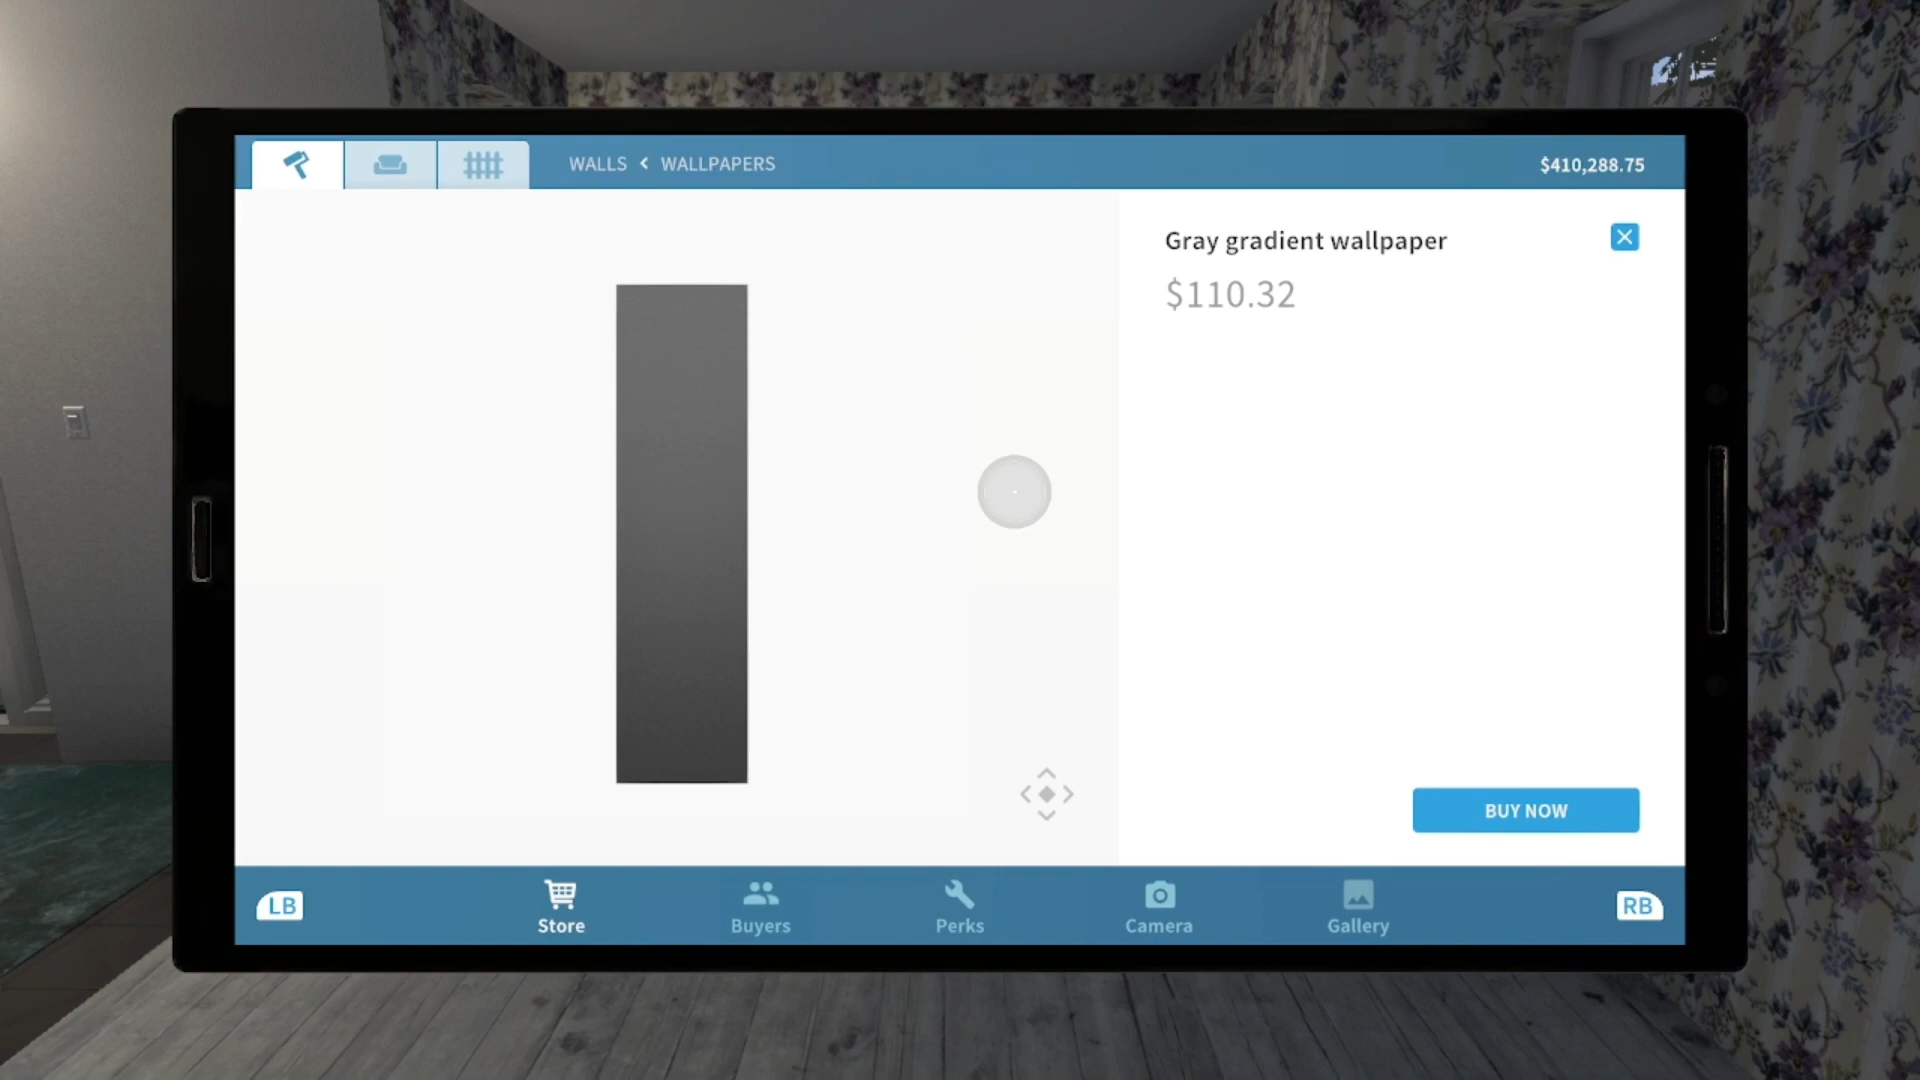 WALLS < WALLPAPERS
$410,288.75
Gray gradient wallpaper
$110.32
BUY NOW
LB
Store
Buyers
Perks
Camera
Gallery
RB